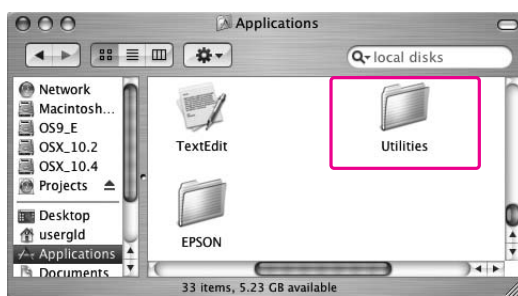 Applications
local disks
Network
Macintosh...
OS9_E
OSX_10.2
OSX_10.4
Projects
Desktop
usergld
Applications
Documents
TextEdit
Utilities
EPSON
33 items, 5.23 GB available